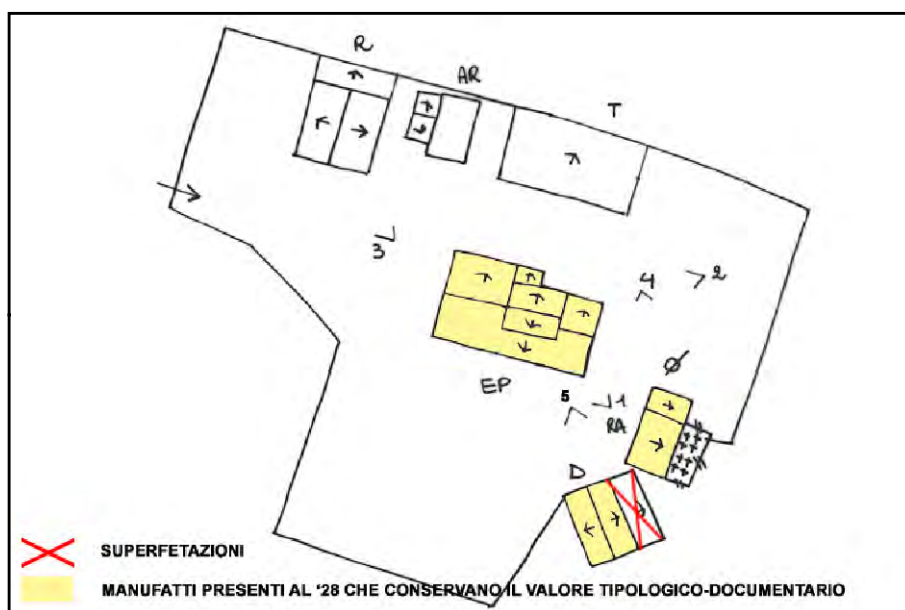 R
AR
T
3
4
2
EP
5
1
RA
Ø
D
SUPERFETAZIONI
MANUFATTI PRESENTI AL '28 CHE CONSERVANO IL VALORE TIPOLOGICO-DOCUMENTARIO